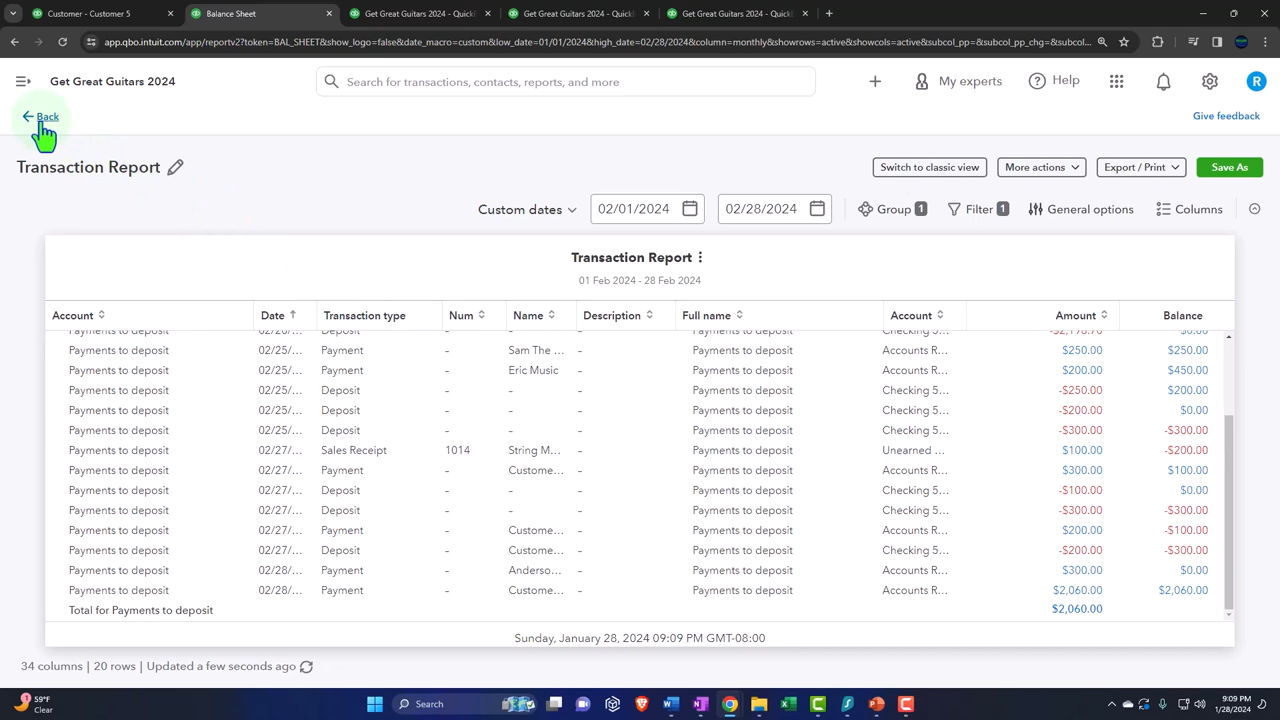 Customer - Customer 5
Balance Sheet
Get Great Guitars 2024 - QuickB
Get Great Guitars 2024 - QuickB
Get Great Guitars 2024 - QuickB
app.qbo.intuit.com/app/reportv2?token=BAL_SHEET&show_logo=false&date_macro=custom&low_date=01/01/2024&high_date=02/28/2024&column=monthly&showrows=active&showcols=active&subcol_pp=&subcol_pp_chg=&subcol_...
Get Great Guitars 2024
Search for transactions, contacts, reports, and more
My experts
Help
R
Back
Give feedback
Transaction Report
Switch to classic view
More actions
Export / Print
Save As
Custom dates
02/01/2024
02/28/2024
Group 1
Filter 1
General options
Columns
Transaction Report
01 Feb 2024 - 28 Feb 2024
Account Date Transaction type Num Name Description Full name Account Amount Balance
Payments to deposit 02/26/... Deposit – – – Payments to deposit Checking 5... $0.00
Payments to deposit 02/25/... Payment – Sam The ... – Payments to deposit Accounts R... $250.00 $250.00
Payments to deposit 02/25/... Payment – Eric Music – Payments to deposit Accounts R... $200.00 $450.00
Payments to deposit 02/25/... Deposit – – – Payments to deposit Checking 5... -$250.00 $200.00
Payments to deposit 02/25/... Deposit – – – Payments to deposit Checking 5... -$200.00 $0.00
Payments to deposit 02/25/... Deposit – – – Payments to deposit Checking 5... -$300.00 -$300.00
Payments to deposit 02/27/... Sales Receipt 1014 String M... – Payments to deposit Unearned ... $100.00 -$200.00
Payments to deposit 02/27/... Payment – Custome... – Payments to deposit Accounts R... $300.00 $100.00
Payments to deposit 02/27/... Deposit – – – Payments to deposit Checking 5... -$100.00 $0.00
Payments to deposit 02/27/... Deposit – – – Payments to deposit Checking 5... -$300.00 -$300.00
Payments to deposit 02/27/... Payment – Custome... – Payments to deposit Accounts R... $200.00 -$100.00
Payments to deposit 02/27/... Deposit – Custome... – Payments to deposit Checking 5... -$200.00 -$300.00
Payments to deposit 02/28/... Payment – Anderso... – Payments to deposit Accounts R... $300.00 $0.00
Payments to deposit 02/28/... Payment – Custome... – Payments to deposit Accounts R... $2,060.00 $2,060.00
Total for Payments to deposit $2,060.00
Sunday, January 28, 2024 09:09 PM GMT-08:00
34 columns | 20 rows | Updated a few seconds ago
59°F
Clear
Search
9:09 PM
1/28/2024